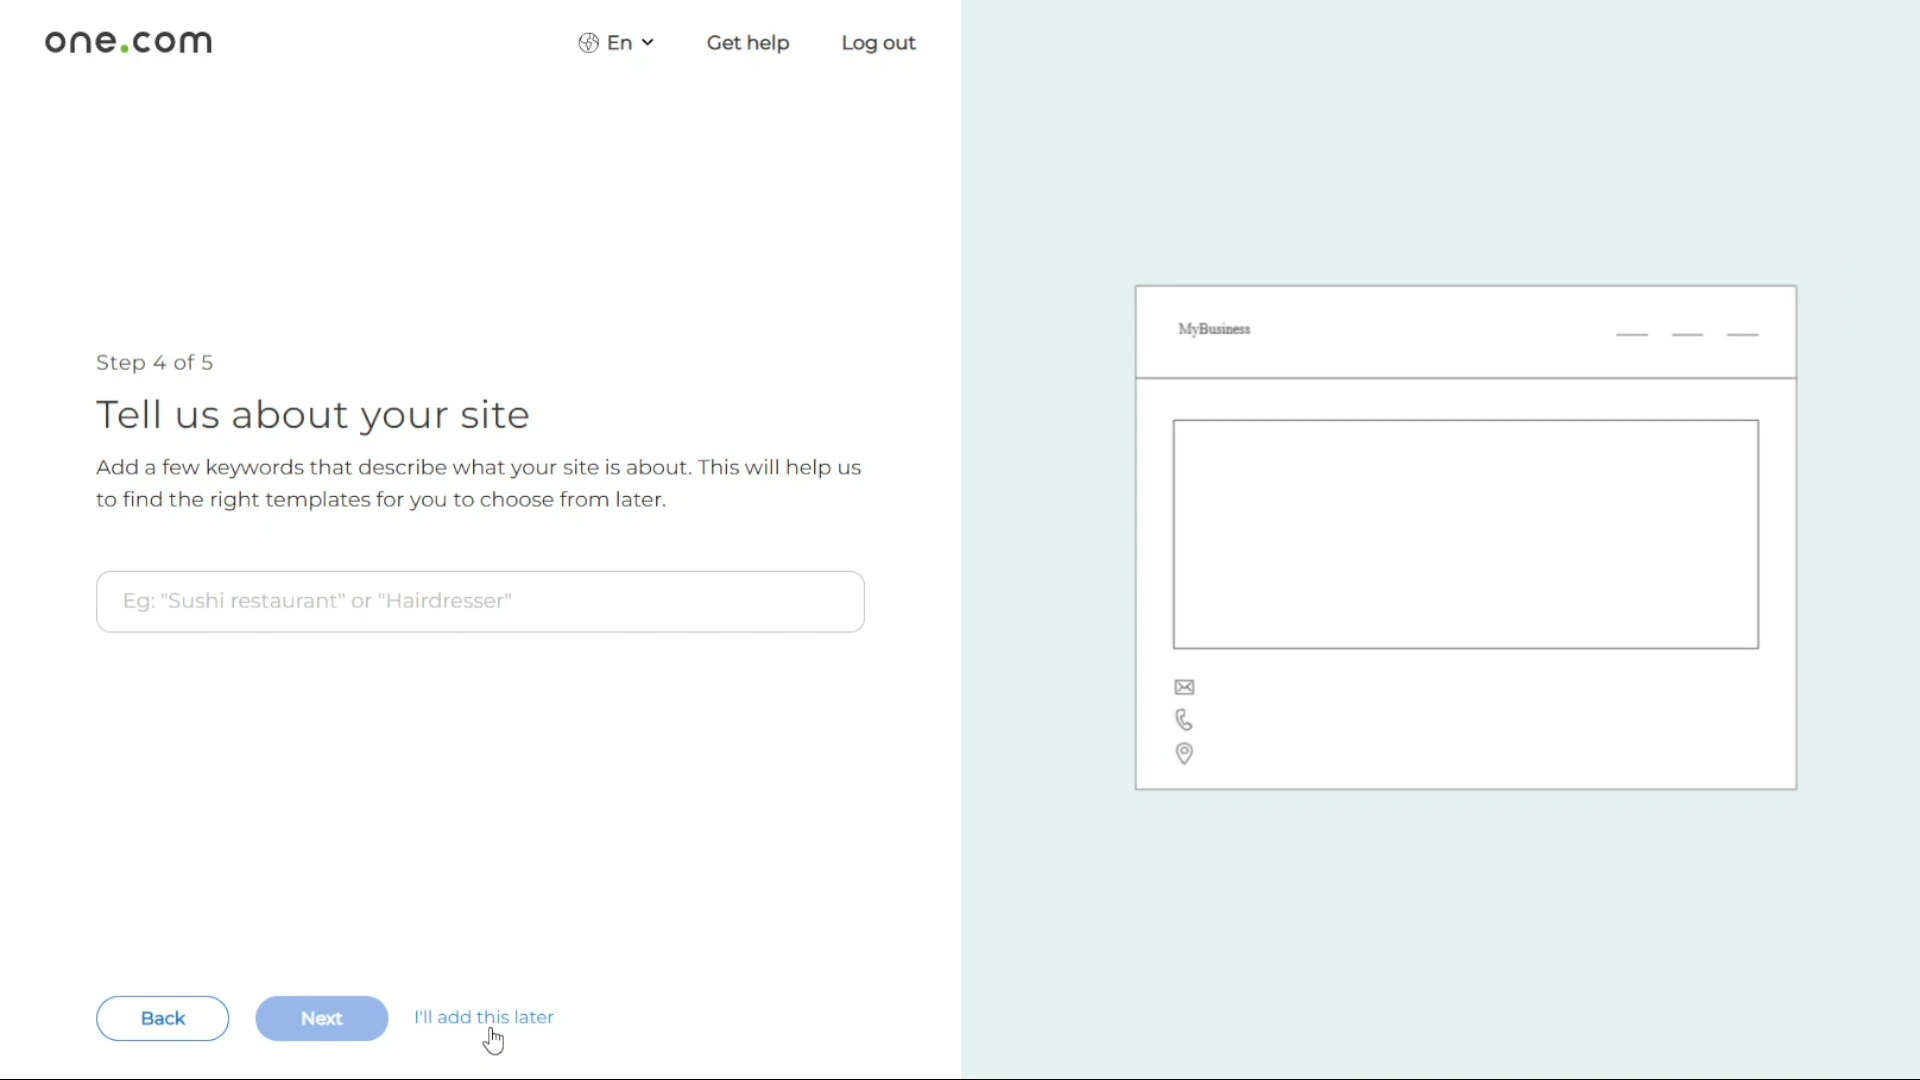 one.com
En
Get help
Log out
Step 4 of 5
Tell us about your site
Add a few keywords that describe what your site is about. This will help us
to find the right templates for you to choose from later.
Eg: "Sushi restaurant" or "Hairdresser"
Back
Next
I'll add this later
MyBusiness